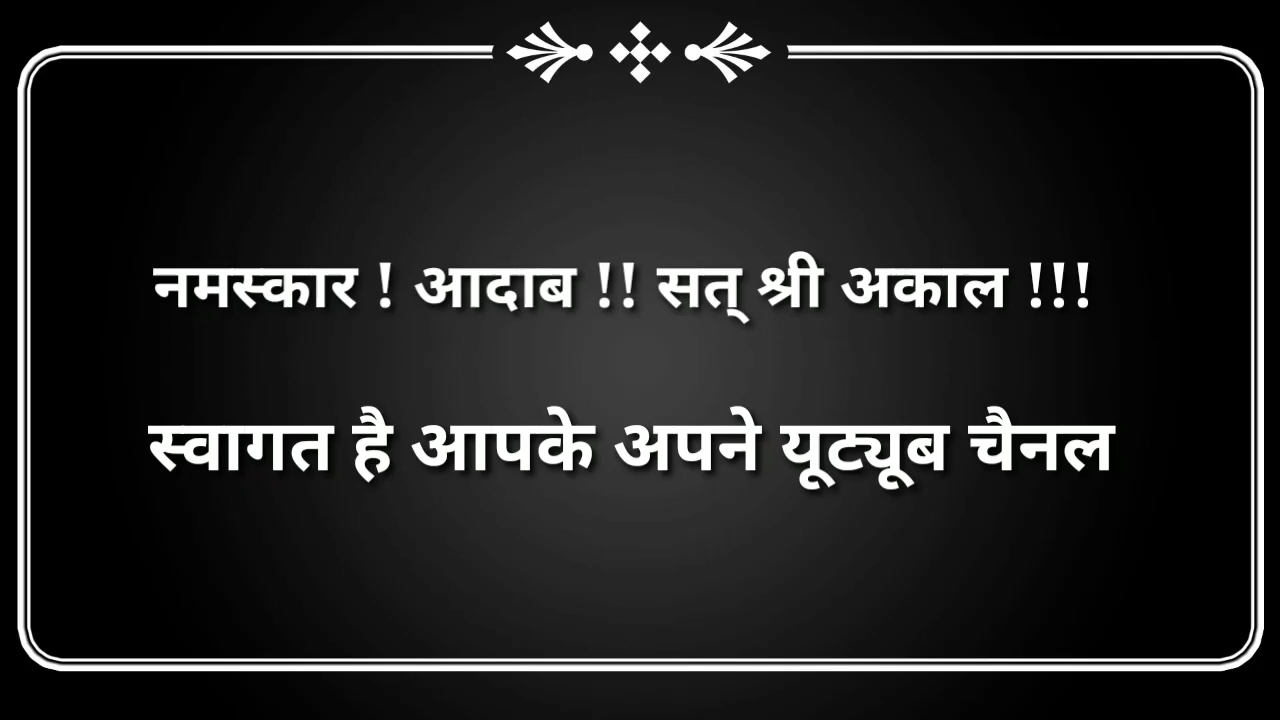 नमस्कार ! आदाब !! सत् श्री अकाल !!!
स्वागत है आपके अपने यूट्यूब चैनल